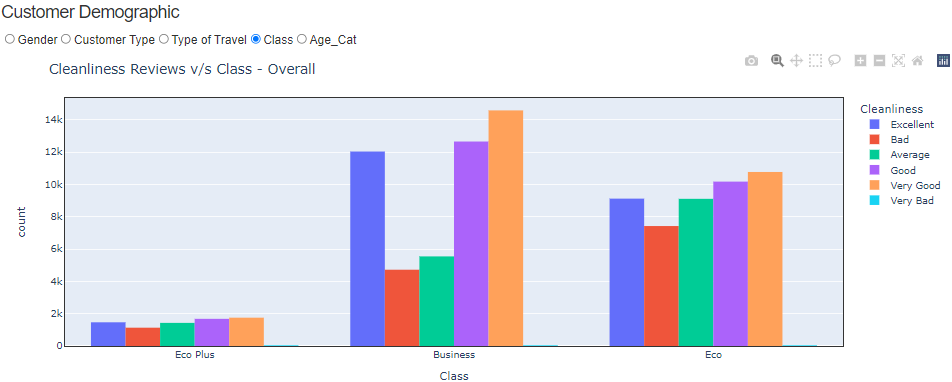 Customer Demographic
Gender Customer Type Type of Travel Class Age_Cat
Cleanliness Reviews v/s Class - Overall
Cleanliness
Excellent
Bad
Average
Good
Very Good
Very Bad
14k
12k
10k
8k
6k
4k
2k
0
count
Eco Plus Business Eco
Class